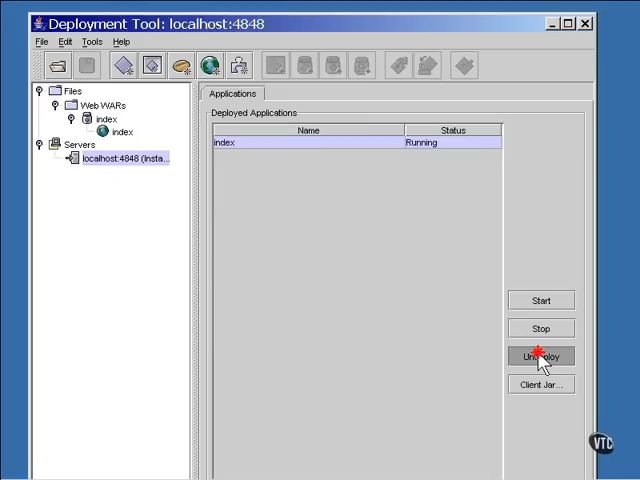 Deployment Tool: localhost:4848
File Edit Tools Help
Files
Web WARs
index
index
Servers
localhost:4848 (Insta...
Applications
Deployed Applications
Name Status
index Running
Start
Stop
Undeploy
Client Jar...
VTC